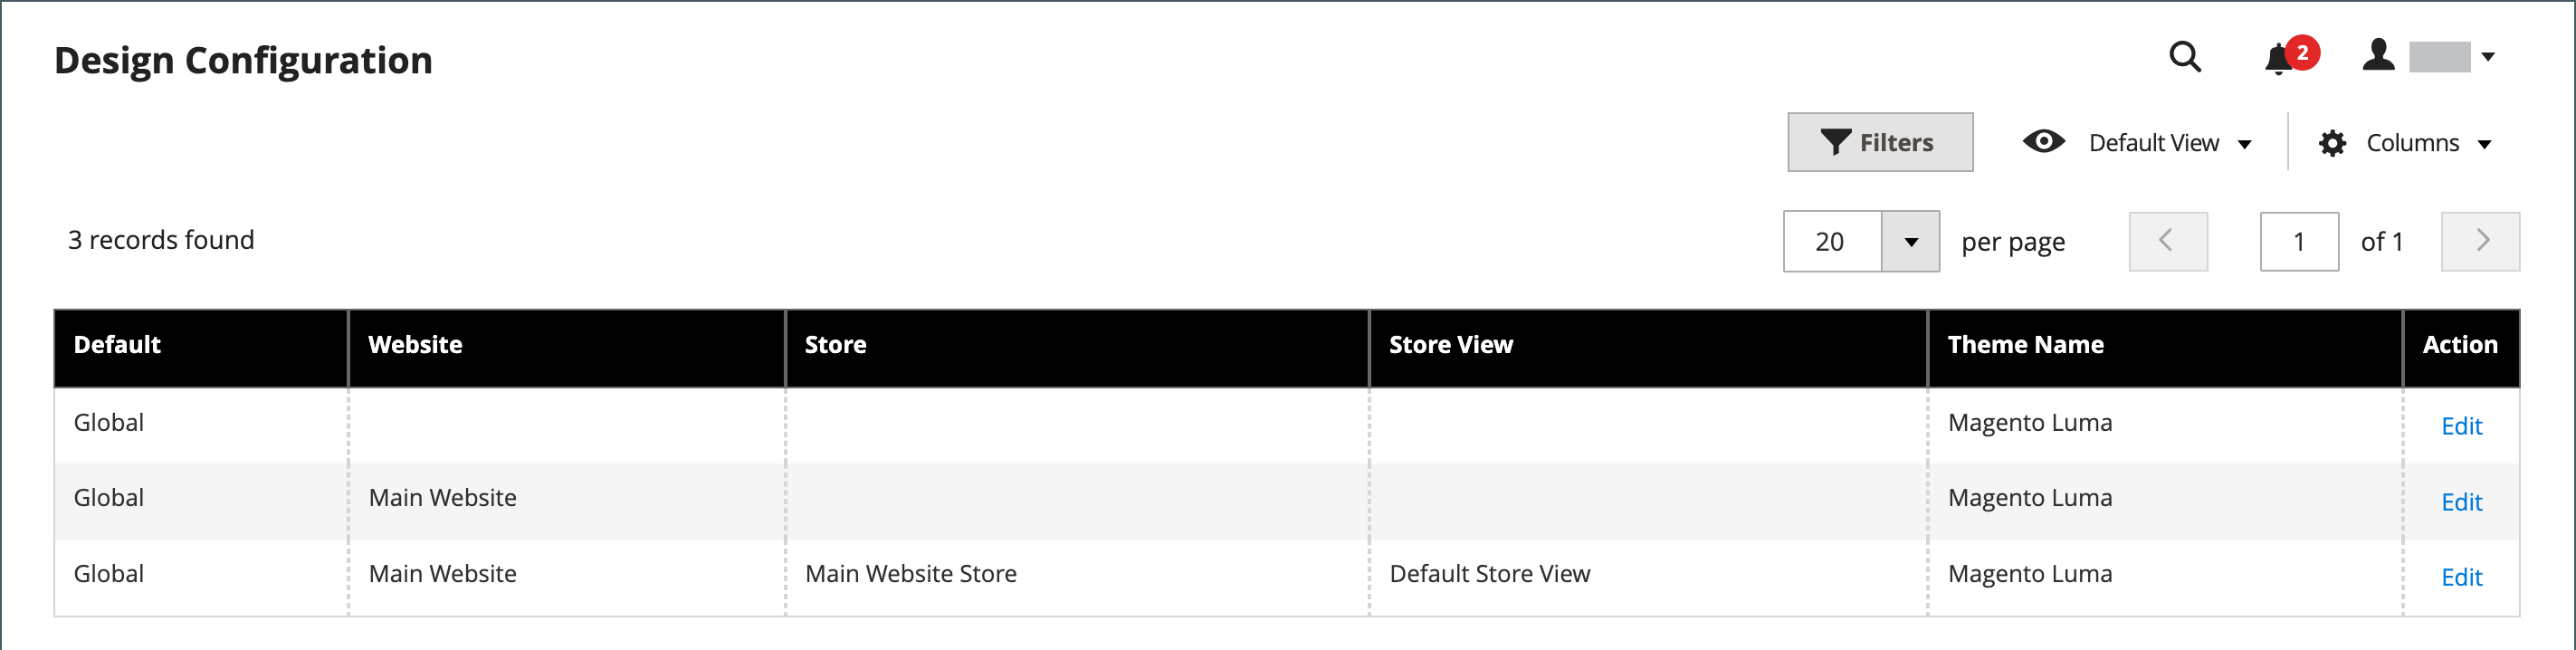 Design Configuration
2
Filters
Default View
Columns
3 records found
20 per page
1 of 1
Default Website Store Store View Theme Name Action
Global Magento Luma Edit
Global Main Website Magento Luma Edit
Global Main Website Main Website Store Default Store View Magento Luma Edit